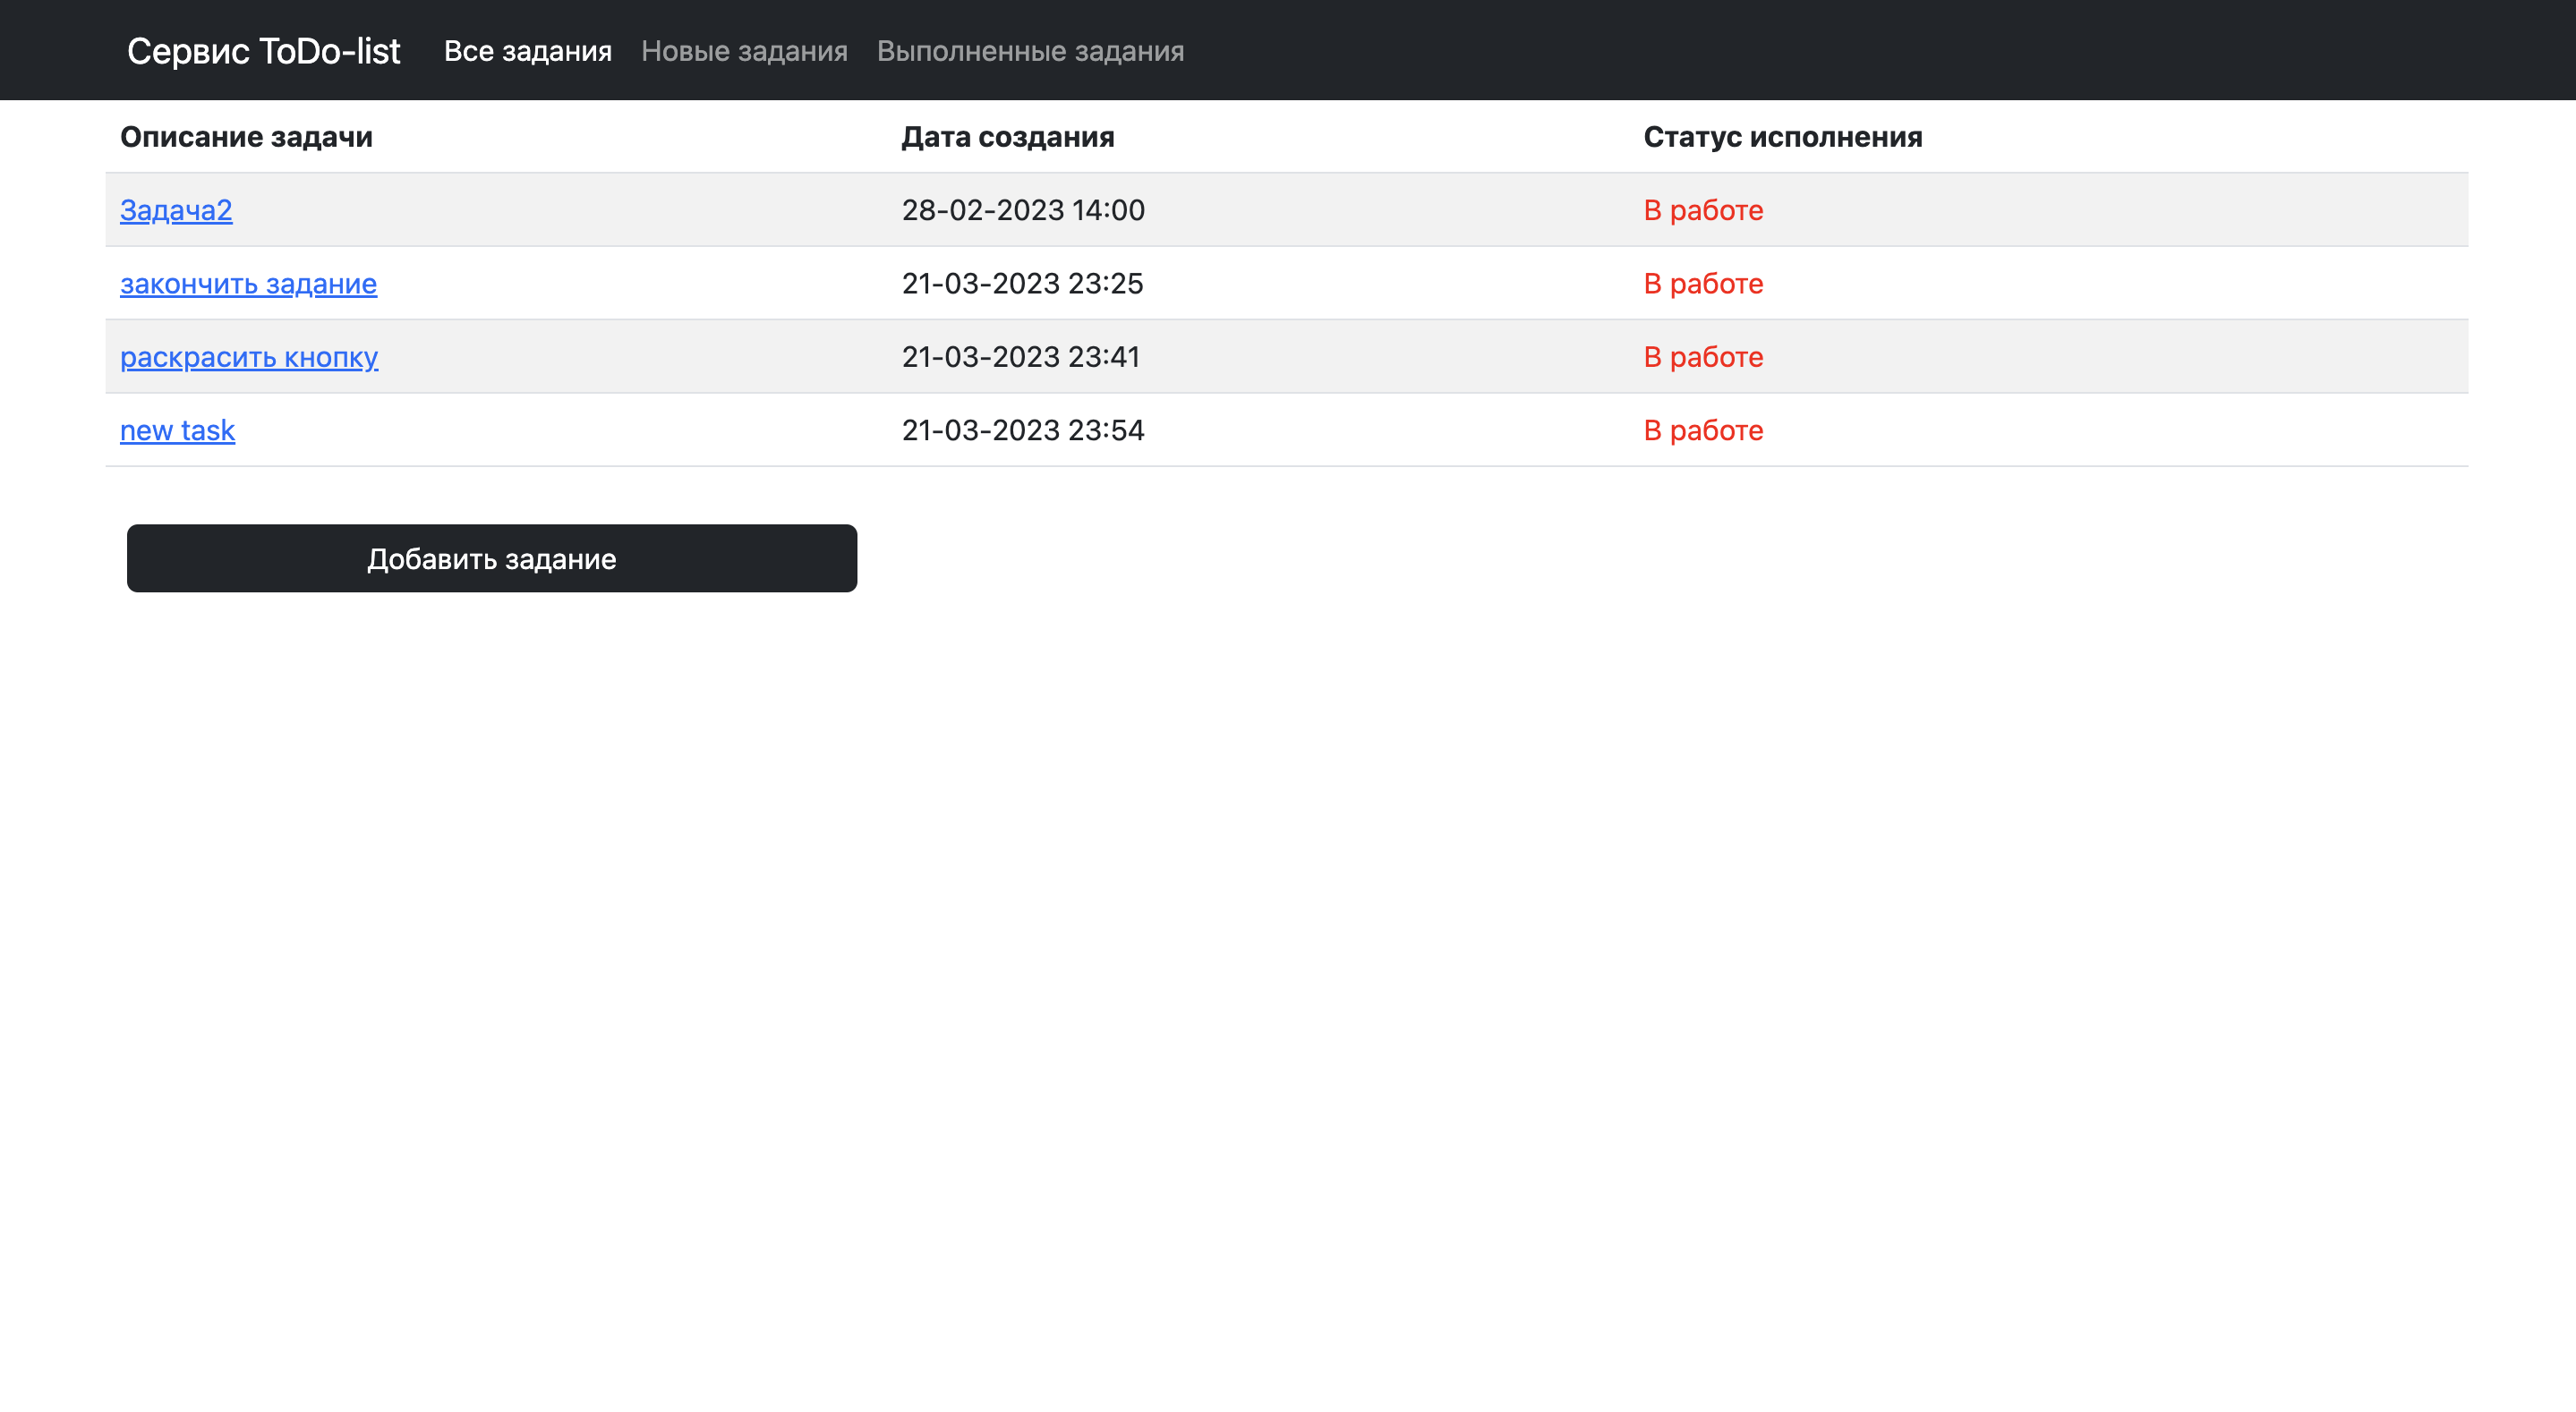 Сервис ToDo-list Все задания Новые задания Выполненные задания
Описание задачи Дата создания Статус исполнения
Задача2 28-02-2023 14:00 В работе
закончить задание 21-03-2023 23:25 В работе
раскрасить кнопку 21-03-2023 23:41 В работе
new task 21-03-2023 23:54 В работе
Добавить задание